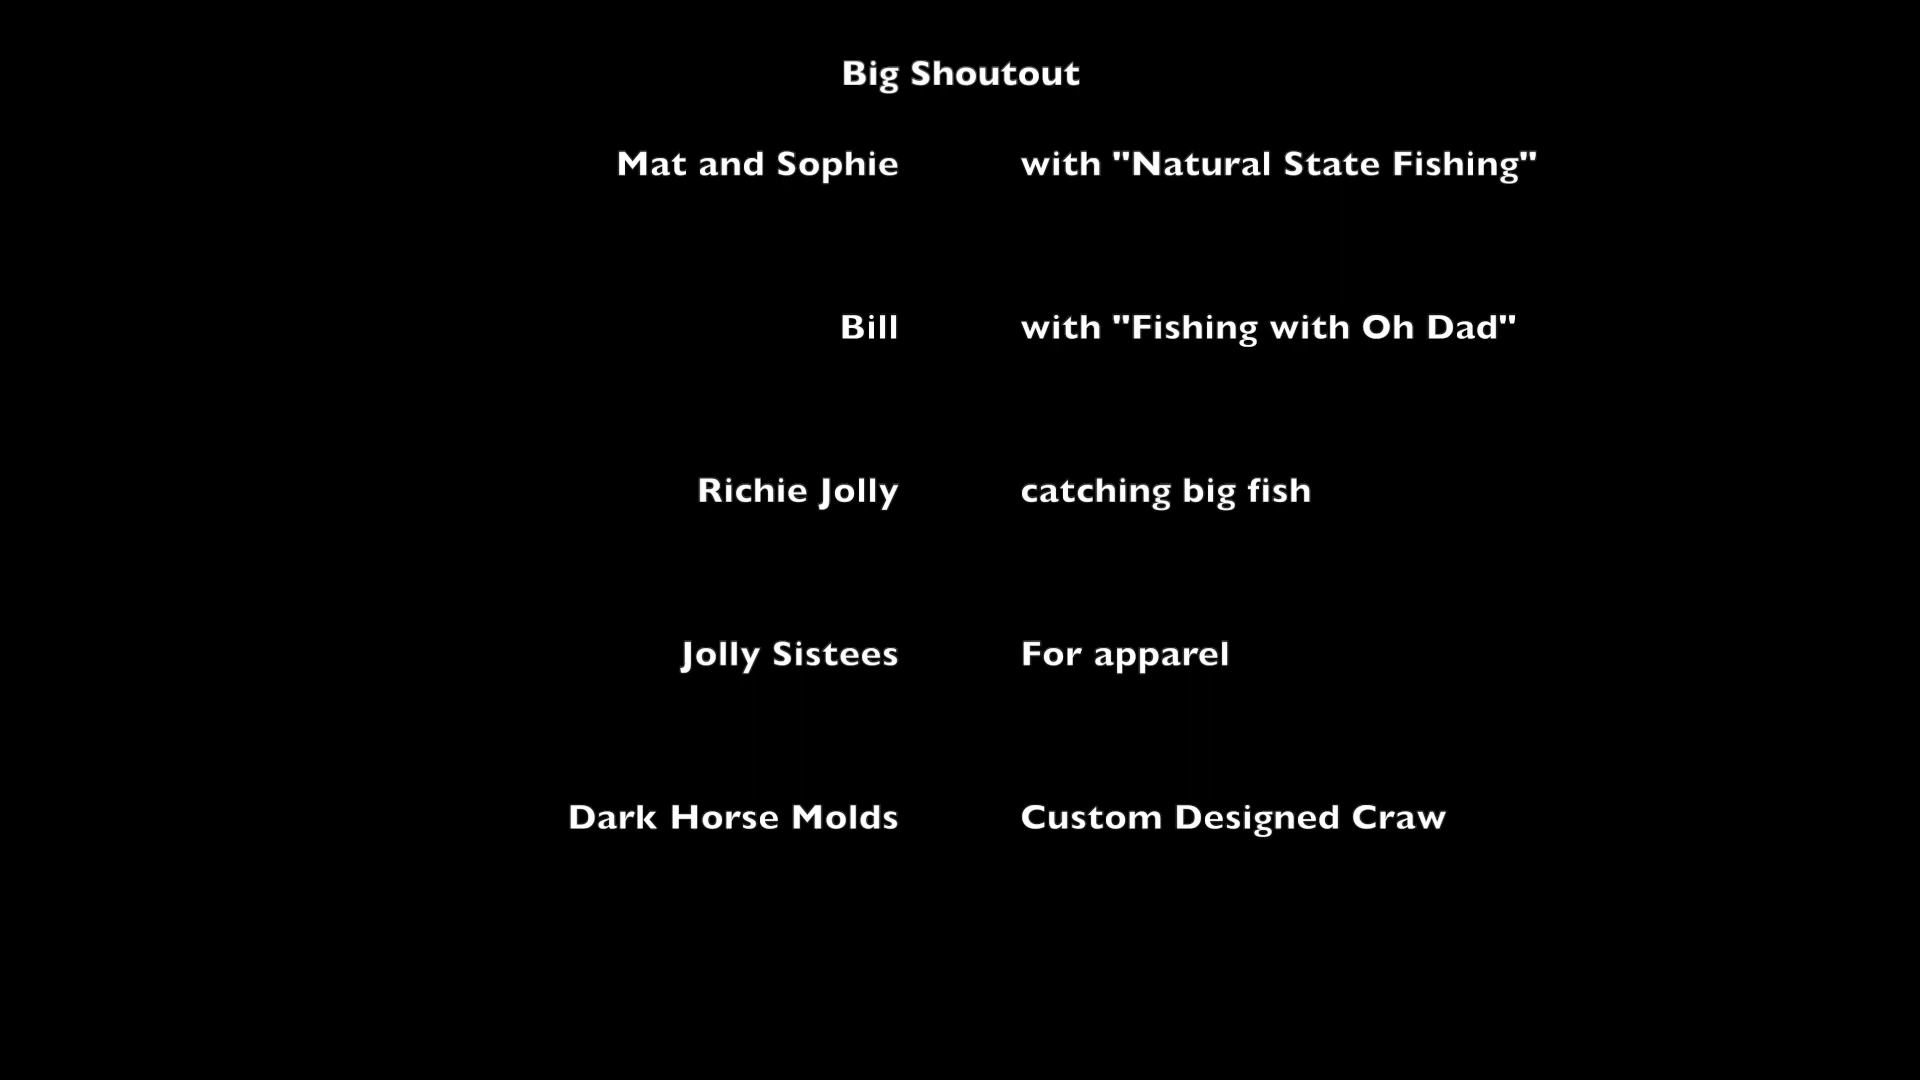 Big Shoutout
Mat and Sophie with "Natural State Fishing"
Bill with "Fishing with Oh Dad"
Richie Jolly catching big fish
Jolly Sistees For apparel
Dark Horse Molds Custom Designed Craw